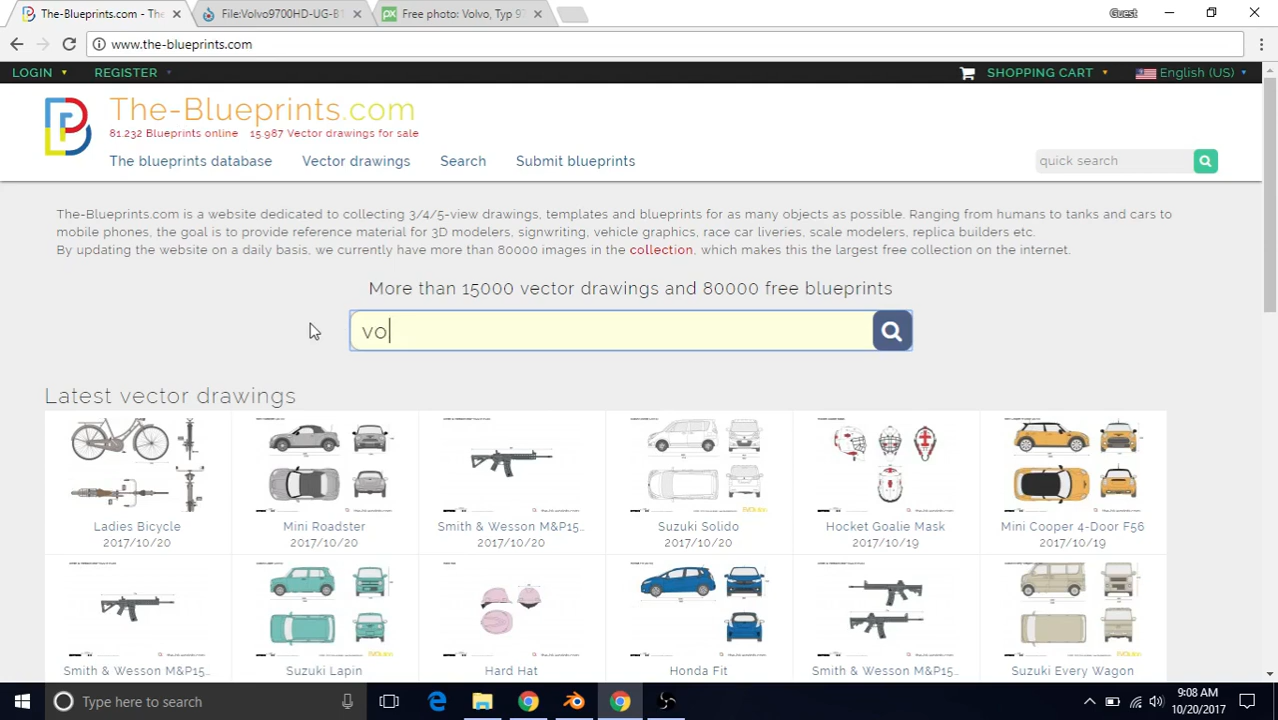 The-Blueprints.com - The
File:Volvo9700HD-UG-B1
Free photo: Volvo, Typ 97
Guest
www.the-blueprints.com
LOGIN REGISTER SHOPPING CART English (US)
The-Blueprints.com
81.232 Blueprints online 15.987 Vector drawings for sale
The blueprints database Vector drawings Search Submit blueprints quick search
The-Blueprints.com is a website dedicated to collecting 3/4/5-view drawings, templates and blueprints for as many objects as possible. Ranging from humans to tanks and cars to
mobile phones, the goal is to provide reference material for 3D modelers, signwriting, vehicle graphics, race car liveries, scale modelers, replica builders etc.
By updating the website on a daily basis, we currently have more than 80000 images in the collection, which makes this the largest free collection on the internet.
More than 15000 vector drawings and 80000 free blueprints
vo
Latest vector drawings
Ladies Bicycle
2017/10/20
Mini Roadster
2017/10/20
Smith & Wesson M&P15..
2017/10/20
Suzuki Solido
2017/10/20
Hocket Goalie Mask
2017/10/19
Mini Cooper 4-Door F56
2017/10/19
Smith & Wesson M&P15..
Suzuki Lapin
Hard Hat
Honda Fit
Smith & Wesson M&P15..
Suzuki Every Wagon
Type here to search
9:08 AM
10/20/2017